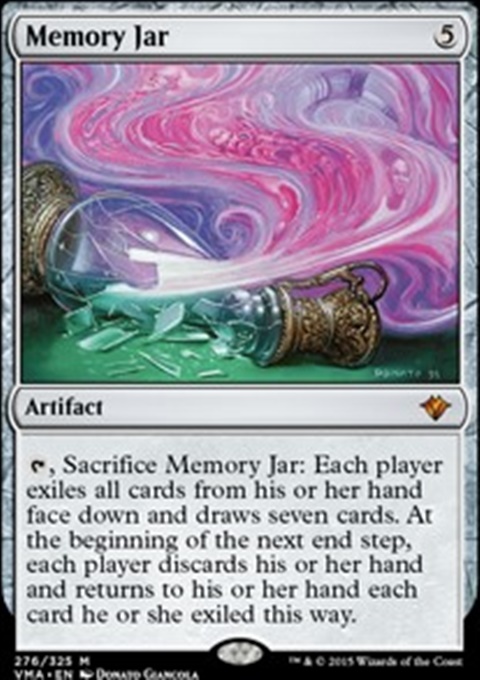 Memory Jar 5
Artifact
, Sacrifice Memory Jar: Each player
exiles all cards from his or her hand
face down and draws seven cards. At
the beginning of the next end step,
each player discards his or her hand
and returns to his or her hand each
card he or she exiled this way.
276/325 M
™ & © 2015 Wizards of the Coast
VMA • EN Donato Giancola